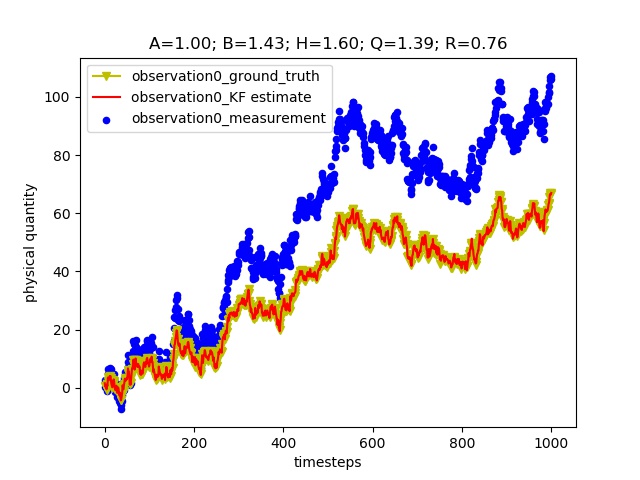 A=1.00; B=1.43; H=1.60; Q=1.39; R=0.76
observation0_ground_truth
observation0_KF estimate
observation0_measurement
physical quantity
100
80
60
40
20
0
0 200 400 600 800 1000
timesteps